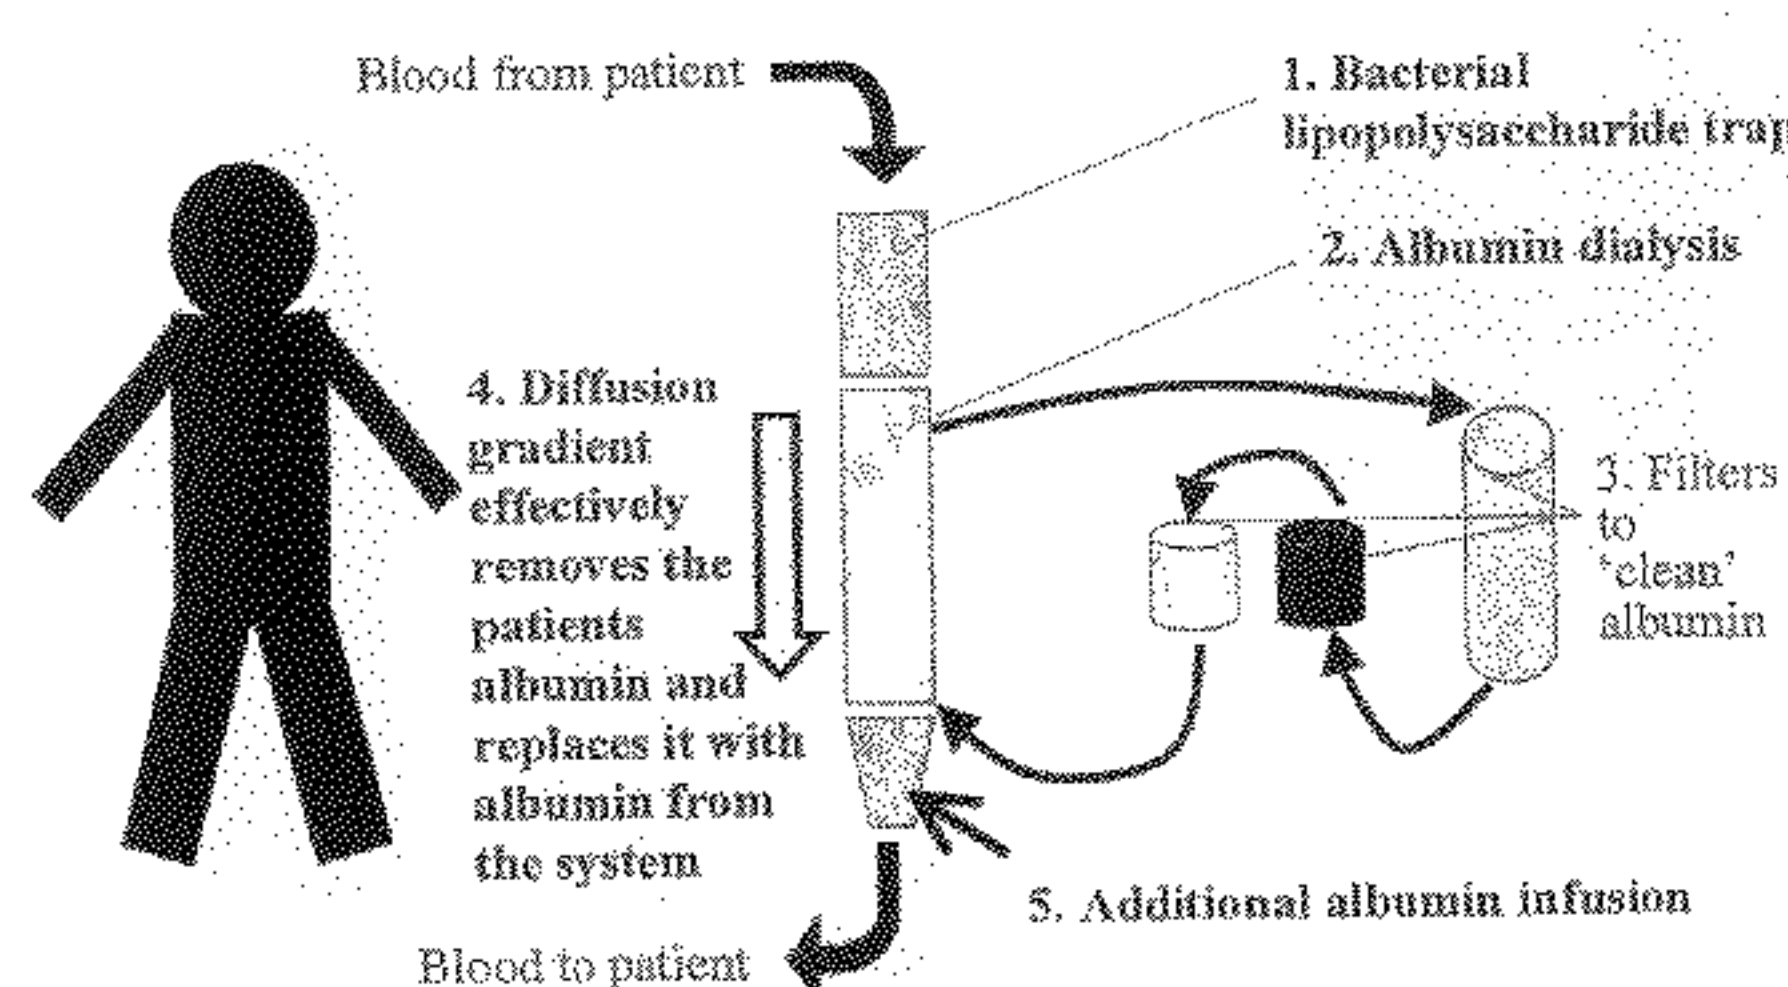 Blood from patient
1. Bacterial
lipopolysaccharide trap
2. Albumin dialysis
4. Diffusion
gradient
effectively
removes the
patients
albumin and
replaces it with
albumin from
the system
3. Filters
to
'clean'
albumin
5. Additional albumin infusion
Blood to patient